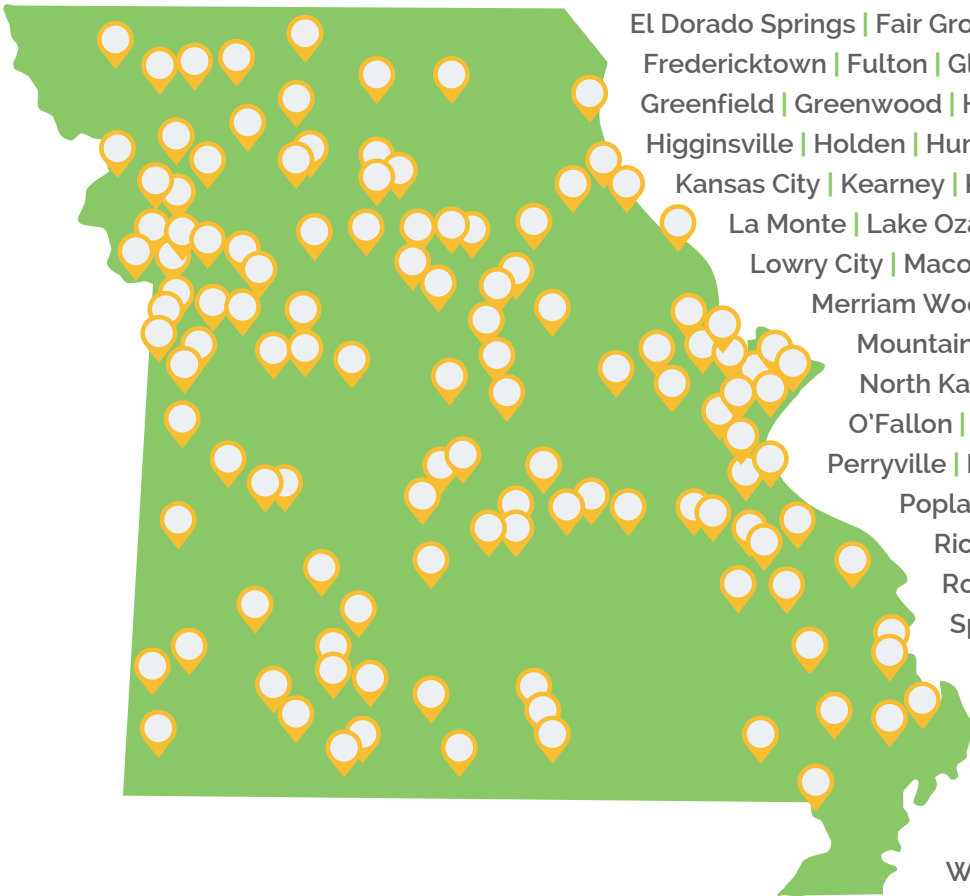 El Dorado Springs | Fair Gro
Fredericktown | Fulton | Gl
Greenfield | Greenwood | H
Higginsville | Holden | Hur
Kansas City | Kearney |
La Monte | Lake Oza
Lowry City | Maco
Merriam Woo
Mountain
North Ka
O’Fallon |
Perryville |
Popla
Ric
Ro
Sp
W